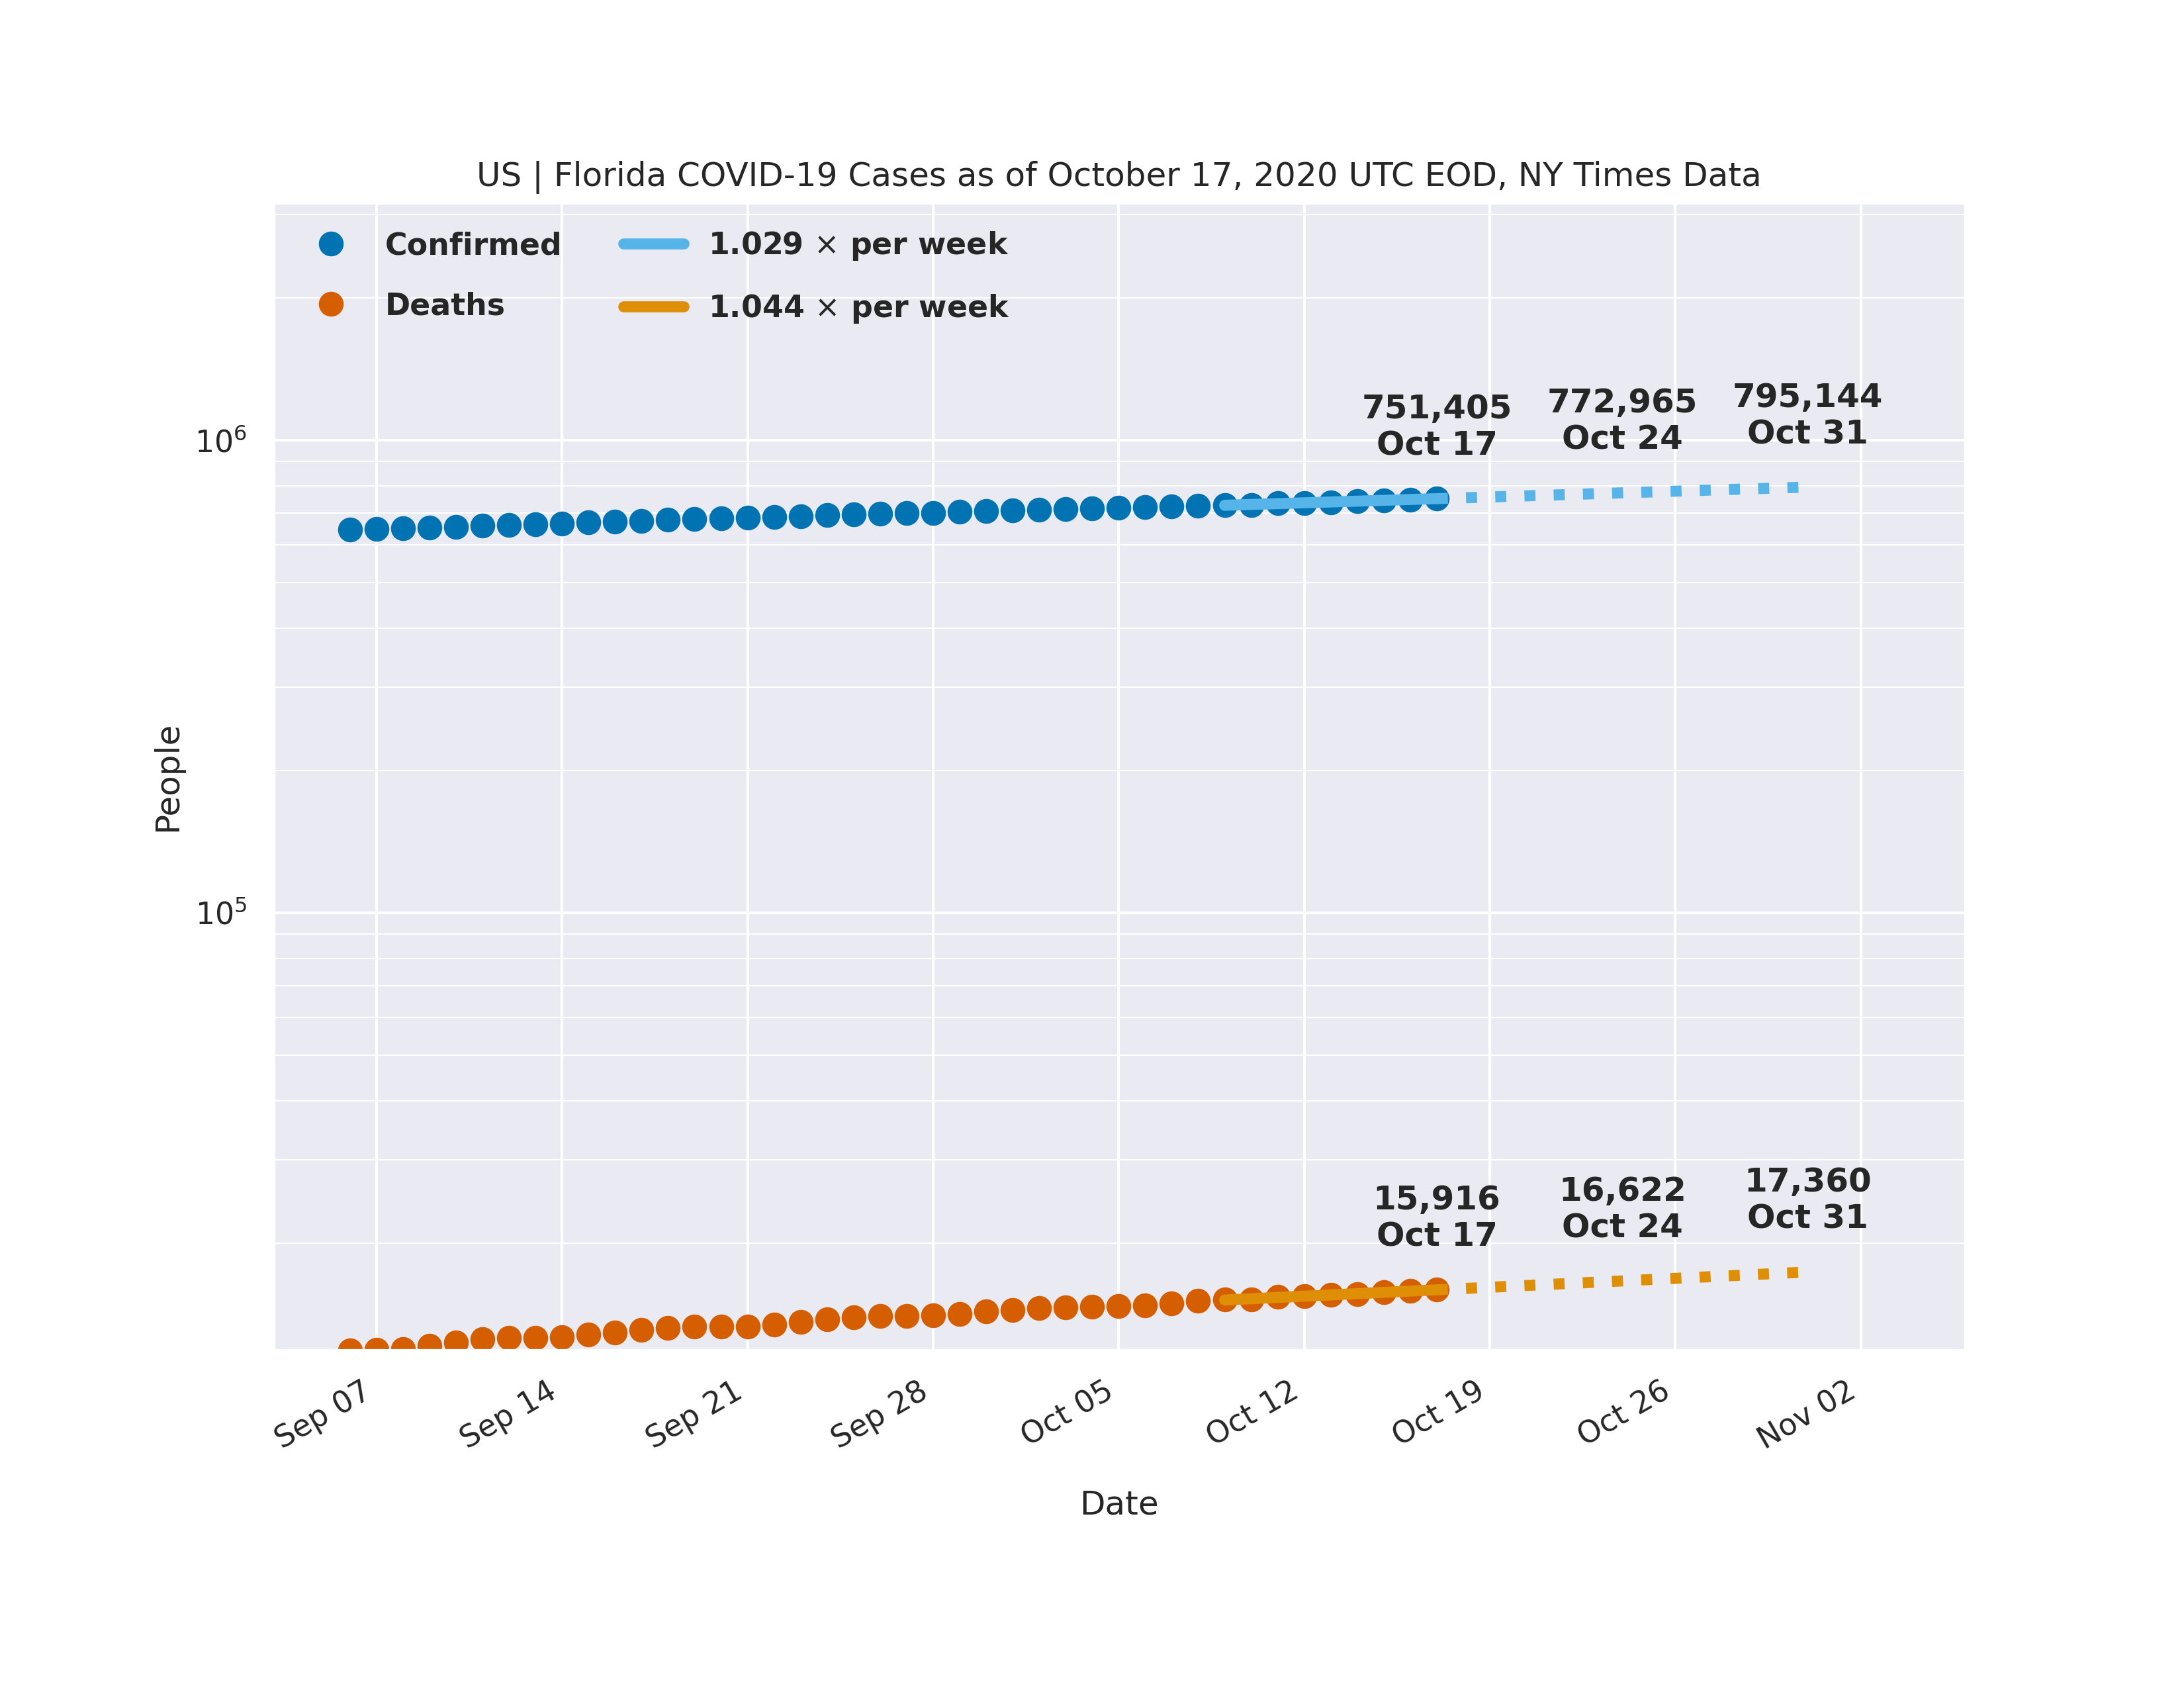 US | Florida COVID-19 Cases as of October 17, 2020 UTC EOD, NY Times Data
Confirmed
1.029 × per week
Deaths
1.044 × per week
751,405
Oct 17
772,965
Oct 24
795,144
Oct 31
10⁶
People
10⁵
15,916
Oct 17
16,622
Oct 24
17,360
Oct 31
Sep 07
Sep 14
Sep 21
Sep 28
Oct 05
Oct 12
Oct 19
Oct 26
Nov 02
Date